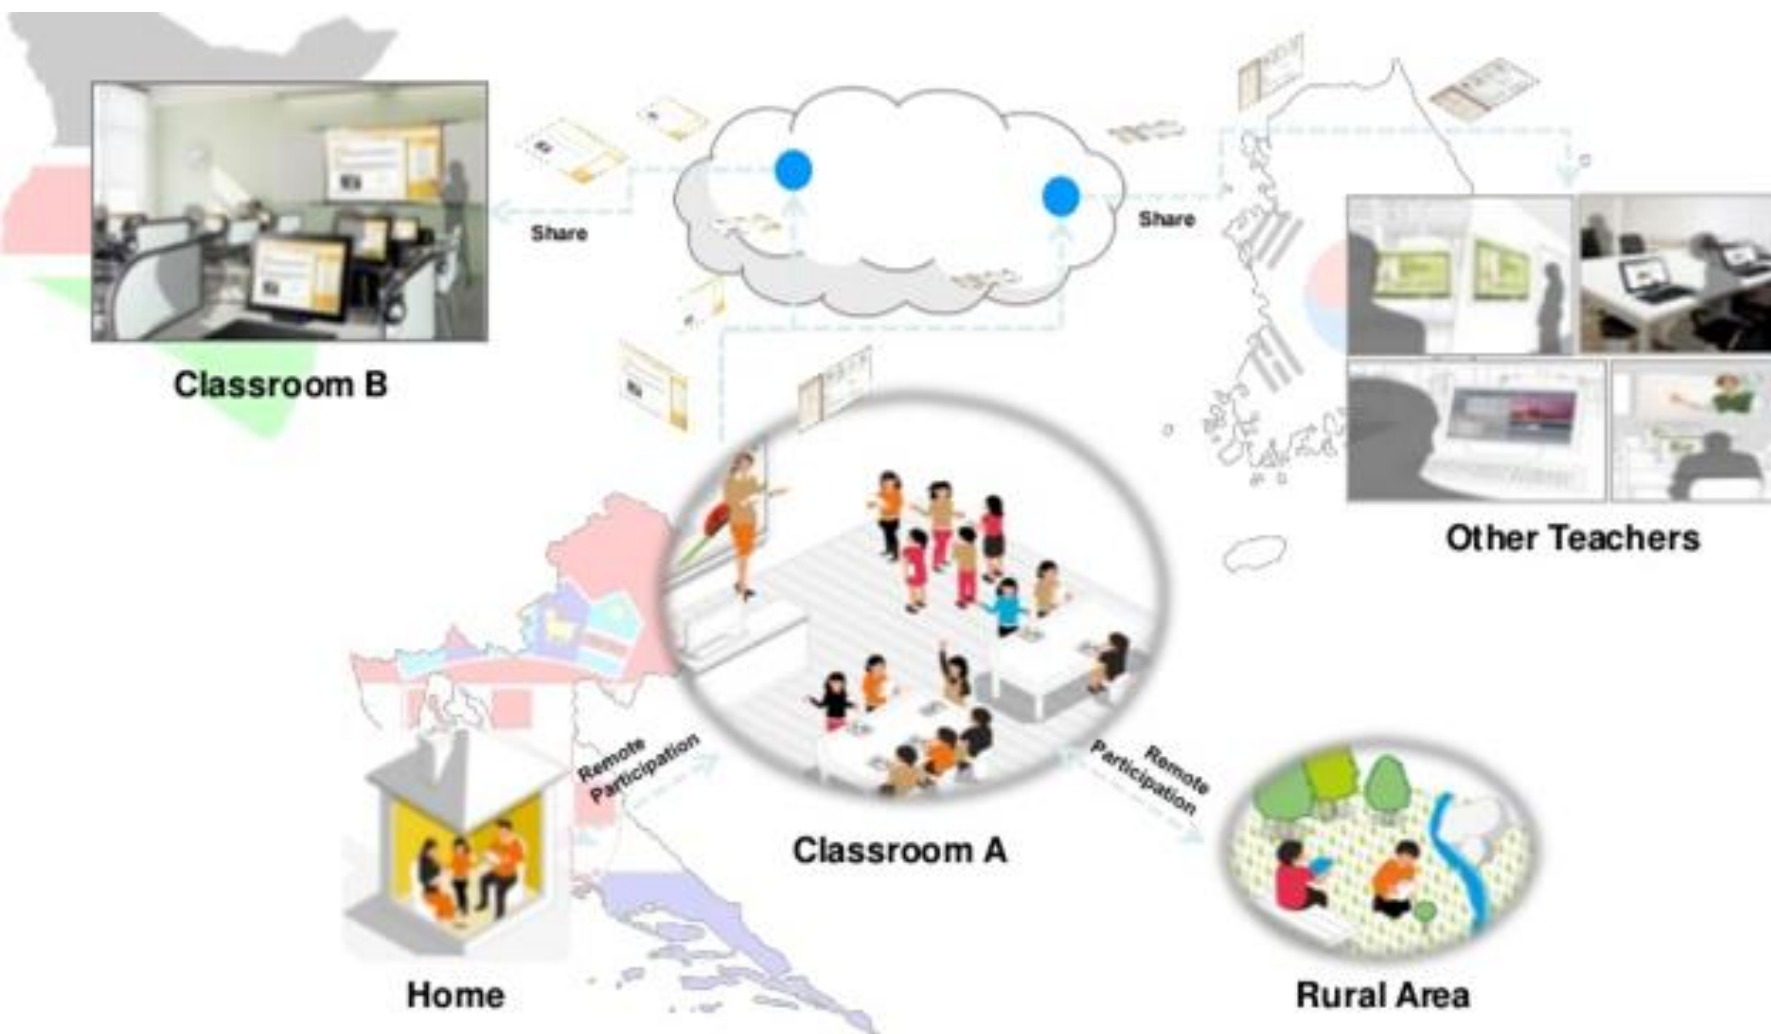 Share
Share
Classroom B
Other Teachers
Remote
Participation
Remote
Participation
Classroom A
Home
Rural Area